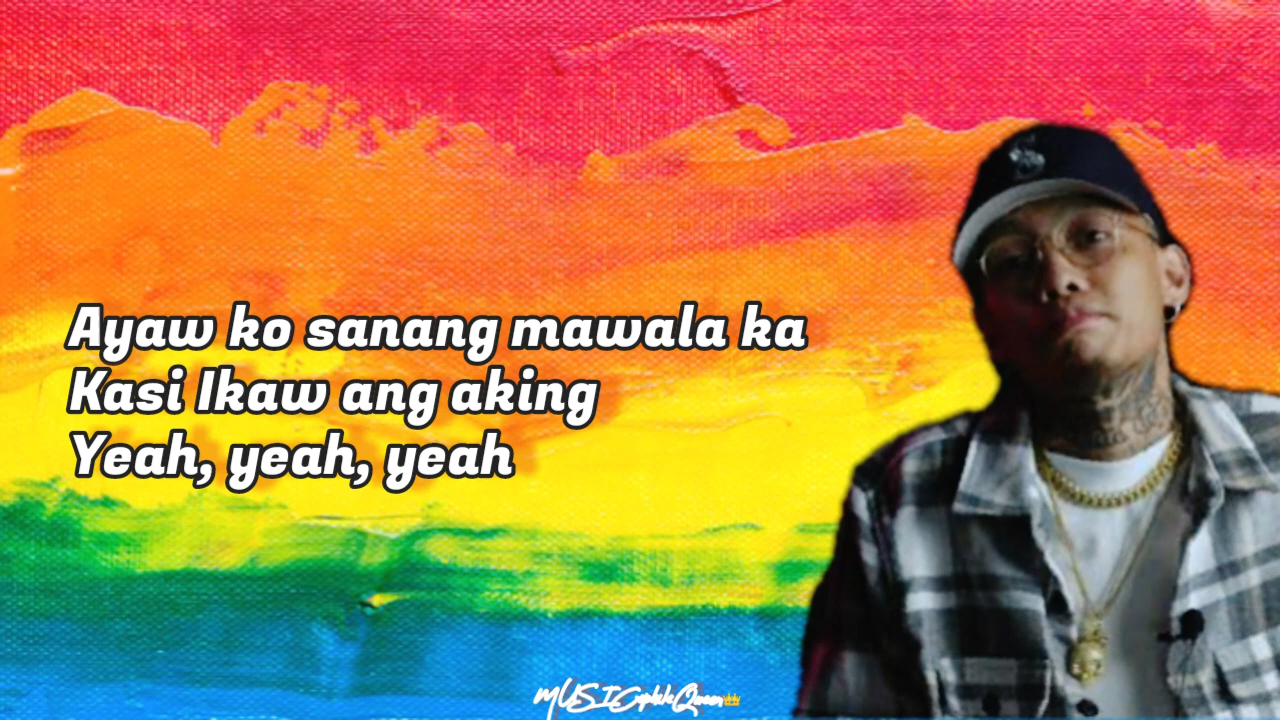 Ayaw ko sanang mawala ka
Kasi Ikaw ang aking
Yeah, yeah, yeah
S